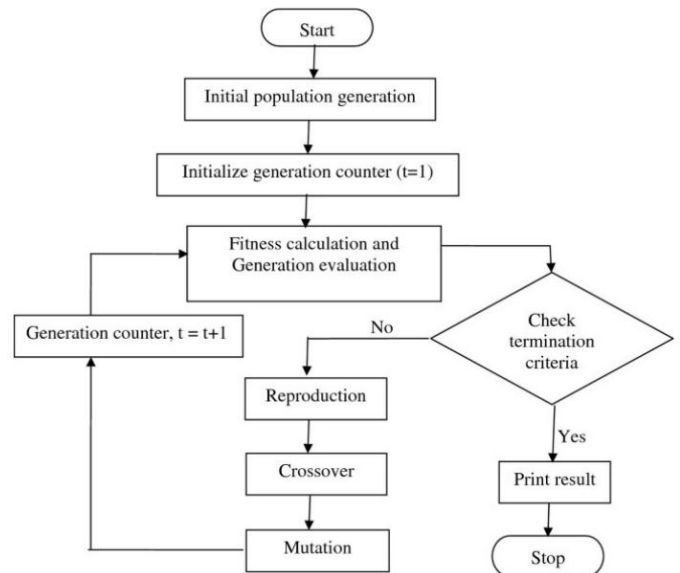 Start
Initial population generation
Initialize generation counter (t=1)
Fitness calculation and
Generation evaluation
Generation counter, t = t+1
No
Check
termination
criteria
Reproduction
Yes
Crossover
Print result
Mutation
Stop